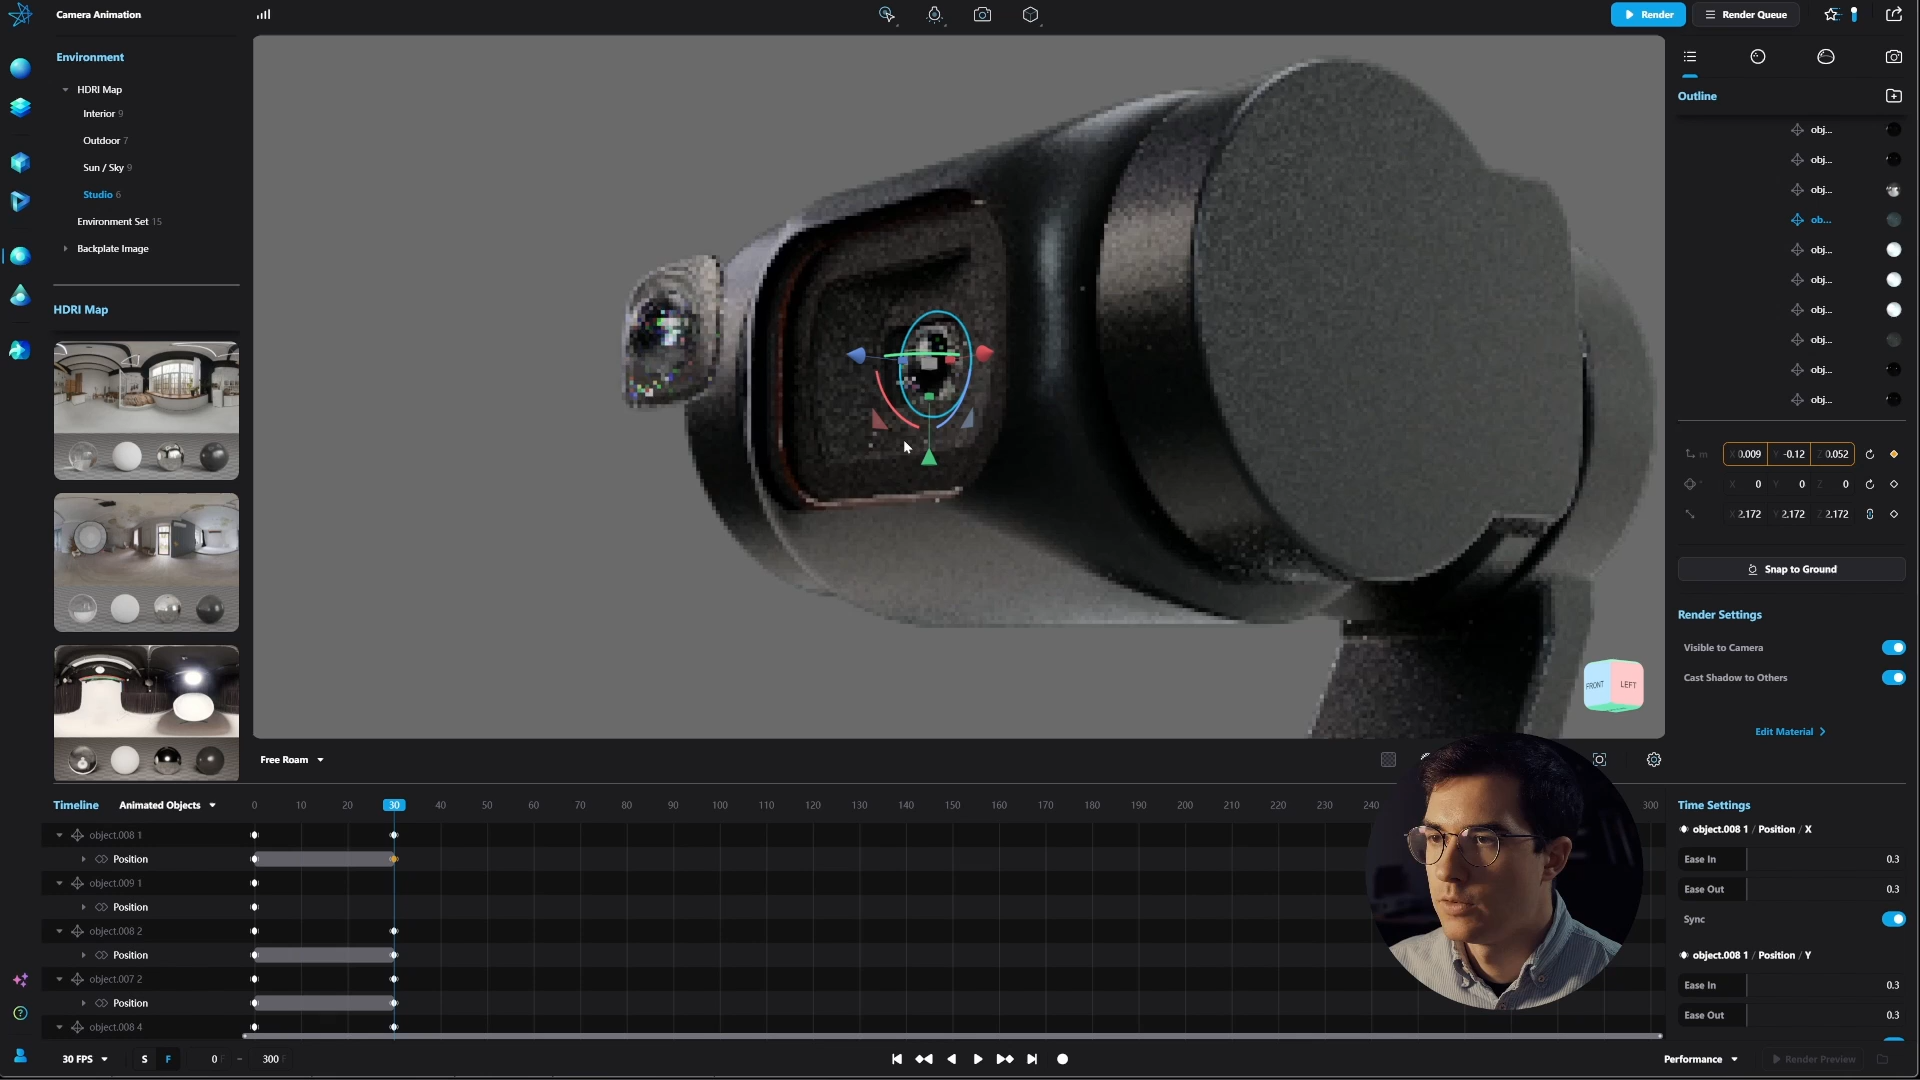 Camera Animation
Render
Render Queue
Environment
HDRI Map
Interior 9
Outdoor 7
Sun / Sky 9
Studio 6
Environment Set 15
Backplate Image
HDRI Map
Outline
obj...
obj...
obj...
ob...
obj...
obj...
obj...
obj...
obj...
obj...
m X 0.009 Y -0.12 Z 0.052
X 0 Y 0 Z 0
X 2.172 Y 2.172 Z 2.172
Snap to Ground
Render Settings
Visible to Camera
Cast Shadow to Others
Edit Material
FRONT LEFT
Free Roam
Timeline Animated Objects 0 10 20 30 40 50 60 70 80 90 100 110 120 130 140 150 160 170 180 190 200 210 220 230 240 300
object.008 1
Position
object.009 1
Position
object.008 2
Position
object.007 2
Position
object.008 4
Time Settings
object.008 1 / Position / X
Ease In 0.3
Ease Out 0.3
Sync
object.008 1 / Position / Y
Ease In 0.3
Ease Out 0.3
30 FPS S F 0 F - 300 F
Performance
Render Preview